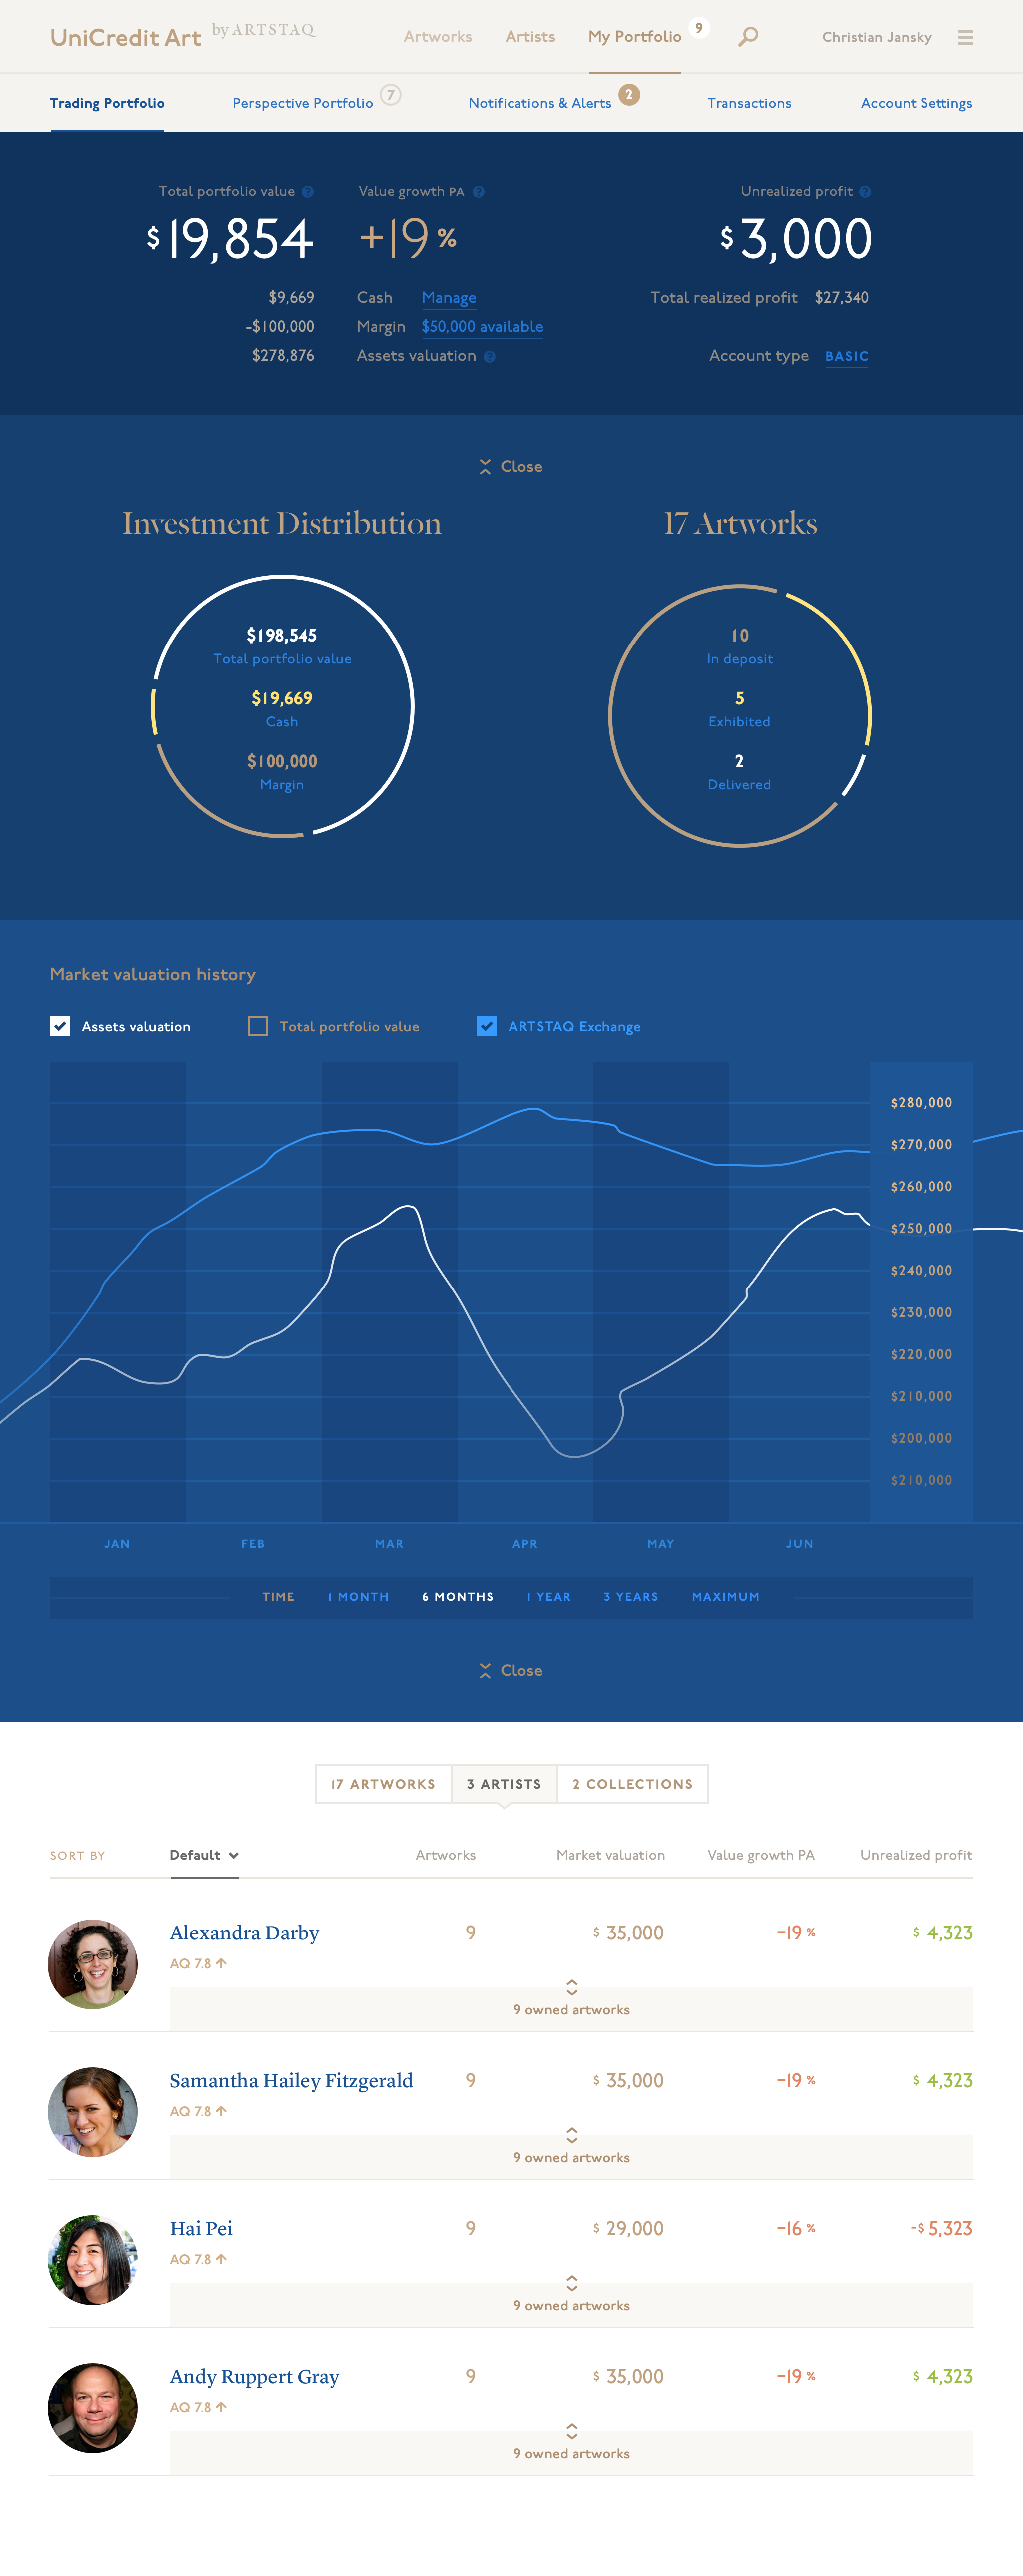 UniCredit Art by ARTSTAQ Artworks Artists My Portfolio 9 Christian Jansky
Trading Portfolio Perspective Portfolio 7 Notifications & Alerts 2 Transactions Account Settings
Total portfolio value ? Value growth PA ? Unrealized profit ?
$ 19,854 +19 % $ 3,000
$9,669 Cash Manage Total realized profit $27,340
-$100,000 Margin $50,000 available
$278,876 Assets valuation ? Account type BASIC
Close
Investment Distribution 17 Artworks
$198,545 10
Total portfolio value In deposit
$19,669 5
Cash Exhibited
$100,000 2
Margin Delivered
Market valuation history
Assets valuation Total portfolio value ARTSTAQ Exchange
$280,000
$270,000
$260,000
$250,000
$240,000
$230,000
$220,000
$210,000
$200,000
$210,000
JAN FEB MAR APR MAY JUN
TIME 1 MONTH 6 MONTHS 1 YEAR 3 YEARS MAXIMUM
Close
17 ARTWORKS 3 ARTISTS 2 COLLECTIONS
SORT BY Default Artworks Market valuation Value growth PA Unrealized profit
Alexandra Darby 9 $ 35,000 -19 % $ 4,323
AQ 7.8 ↑
9 owned artworks
Samantha Hailey Fitzgerald 9 $ 35,000 -19 % $ 4,323
AQ 7.8 ↑
9 owned artworks
Hai Pei 9 $ 29,000 -16 % -$ 5,323
AQ 7.8 ↑
9 owned artworks
Andy Ruppert Gray 9 $ 35,000 -19 % $ 4,323
AQ 7.8 ↑
9 owned artworks